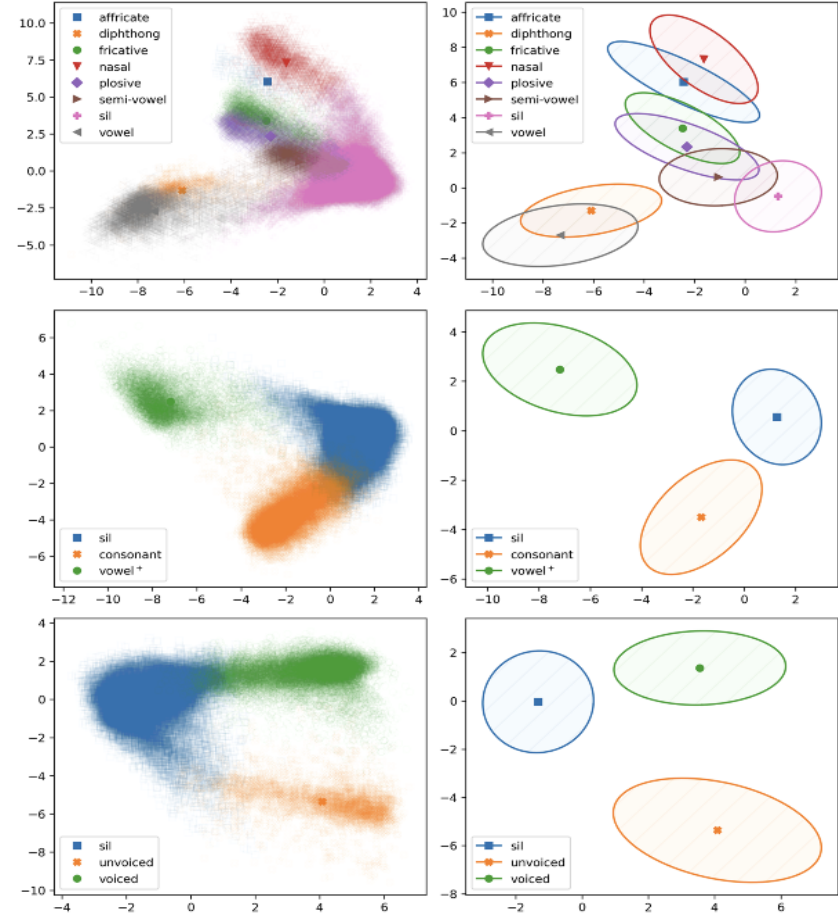 10.0
7.5
5.0
2.5
0.0
−2.5
−5.0
affricate
diphthong
fricative
nasal
plosive
semi-vowel
sil
vowel
−10 −8 −6 −4 −2 0 2 4
10
8
6
4
2
0
−2
−4
affricate
diphthong
fricative
nasal
plosive
semi-vowel
sil
vowel
−10 −8 −6 −4 −2 0 2
6
4
2
0
−2
−4
−6
sil
consonant
vowel⁺
−12 −10 −8 −6 −4 −2 0 2 4
4
2
0
−2
−4
−6
sil
consonant
vowel⁺
−10 −8 −6 −4 −2 0 2
4
2
0
−2
−4
−6
−8
−10
sil
unvoiced
voiced
−4 −2 0 2 4 6
2
0
−2
−4
−6
−8
sil
unvoiced
voiced
−2 0 2 4 6